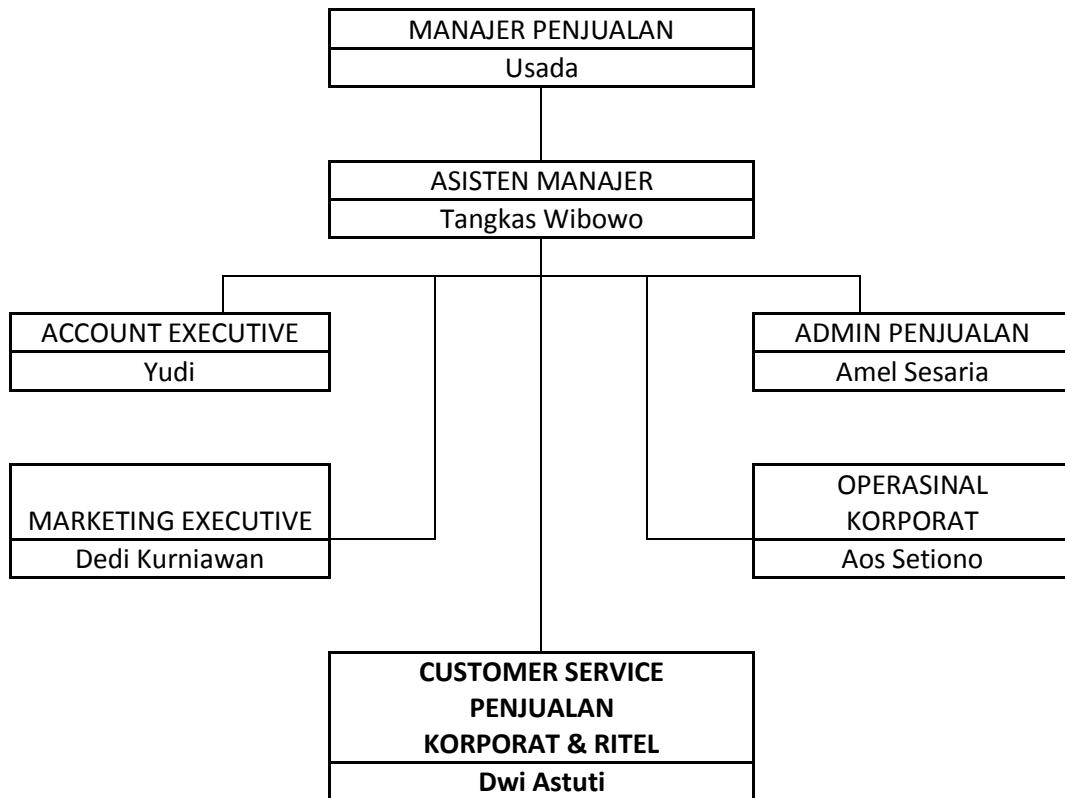 MANAJER PENJUALAN
Usada
ASISTEN MANAJER
Tangkas Wibowo
ACCOUNT EXECUTIVE
Yudi
ADMIN PENJUALAN
Amel Sesaria
MARKETING EXECUTIVE
Dedi Kurniawan
OPERASINAL
KORPORAT
Aos Setiono
CUSTOMER SERVICE
PENJUALAN
KORPORAT & RITEL
Dwi Astuti